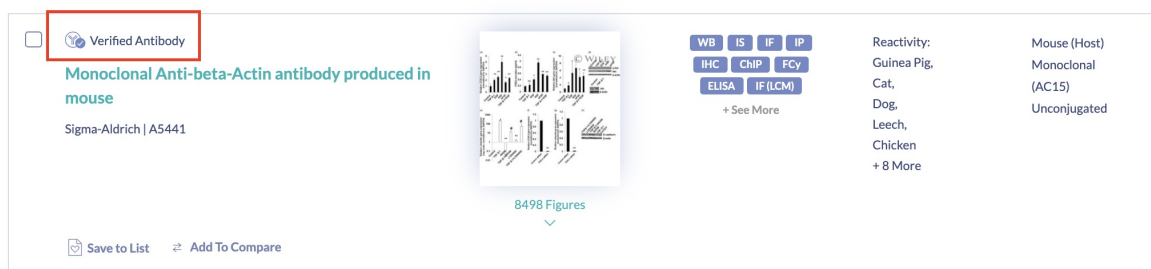 Verified Antibody
Monoclonal Anti-beta-Actin antibody produced in
mouse
Sigma-Aldrich | A5441
© WILEY
8498 Figures
WB IS IF IP
IHC ChIP FCy
ELISA IF (LCM)
+ See More
Reactivity:
Guinea Pig,
Cat,
Dog,
Leech,
Chicken
+ 8 More
Mouse (Host)
Monoclonal
(AC15)
Unconjugated
Save to List
Add To Compare